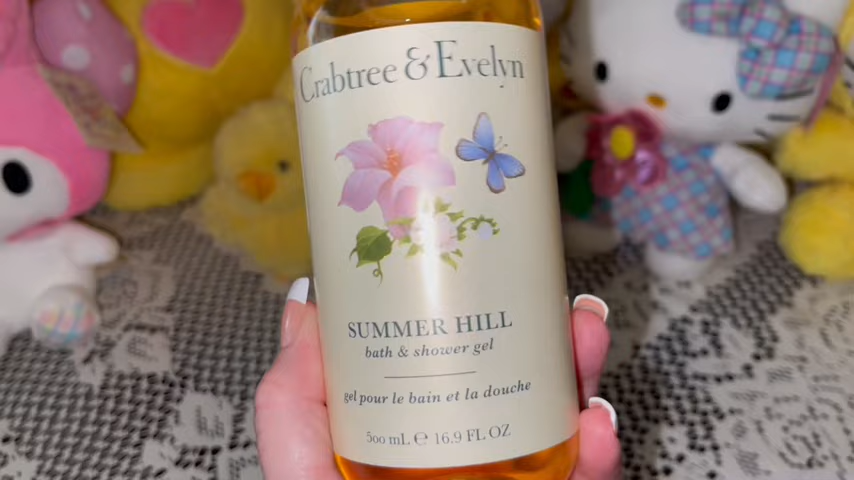 Crabtree & Evelyn
SUMMER HILL
bath & shower gel
gel pour le bain et la douche
500 mL ℮ 16.9 FL OZ